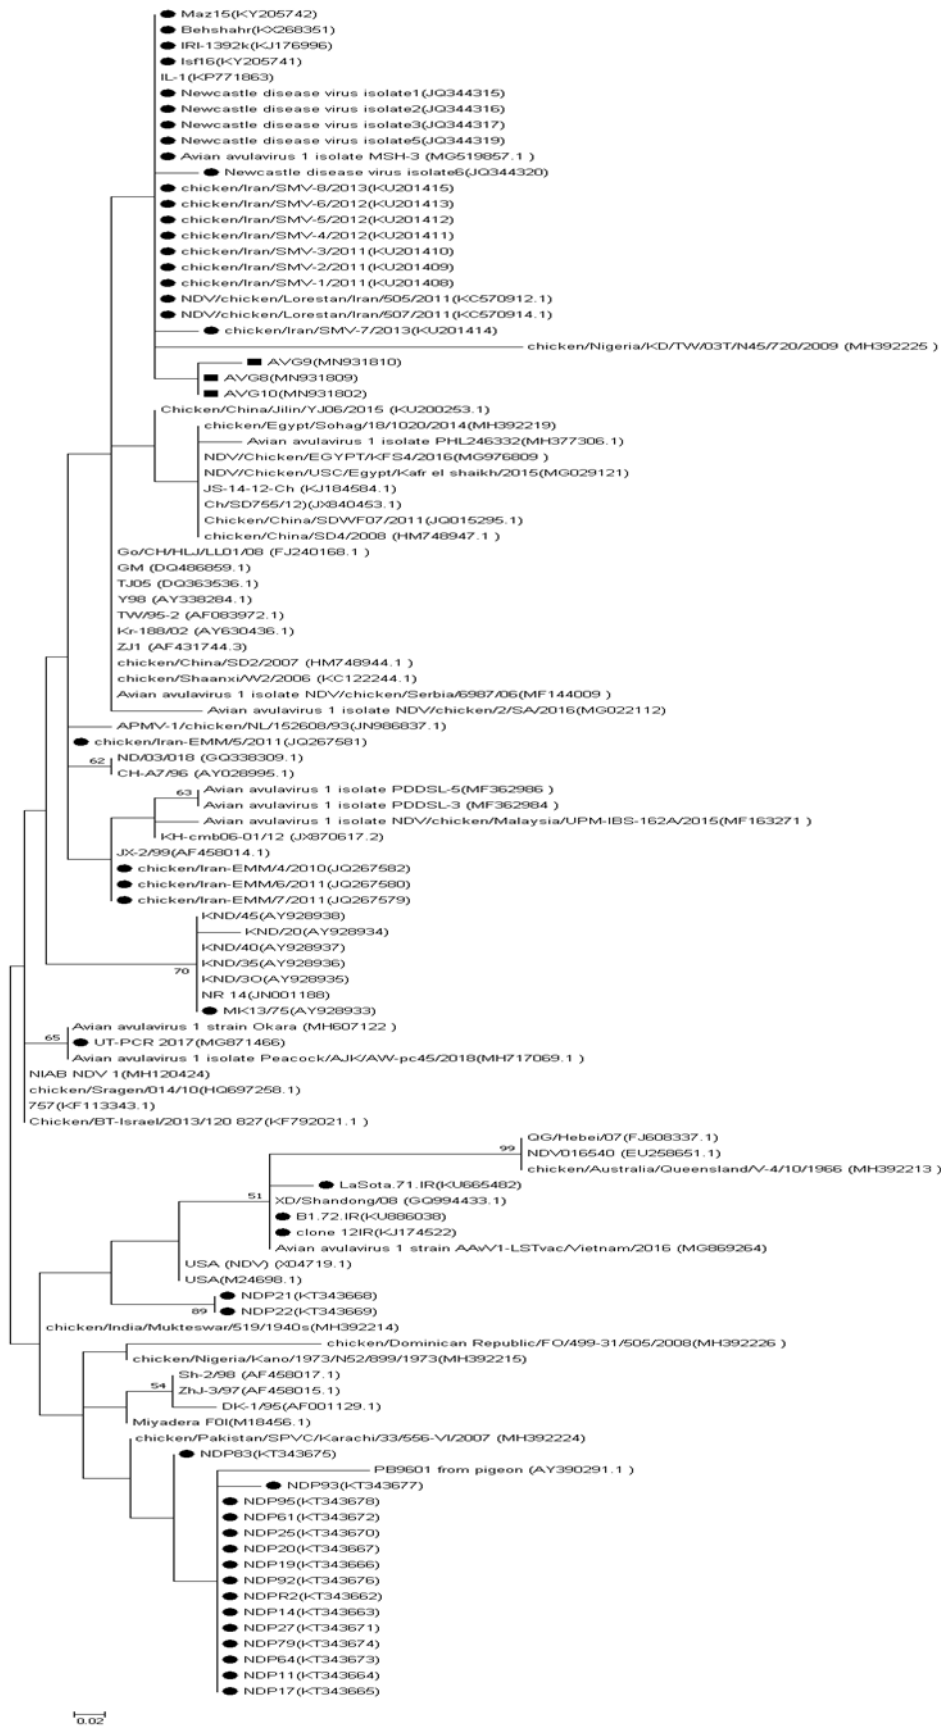 Maz15(KY205742)
Behshahr(KX268351)
IRI-1392k(KJ176996)
Isf16(KY205741)
IL-1(KP771863)
Newcastle disease virus isolate1(JQ344315)
Newcastle disease virus isolate2(JQ344316)
Newcastle disease virus isolate3(JQ344317)
Newcastle disease virus isolate5(JQ344319)
Avian avulavirus 1 isolate MSH-3 (MG519857.1 )
Newcastle disease virus isolate6(JQ344320)
chicken/Iran/SMV-8/2013(KU201415)
chicken/Iran/SMV-6/2012(KU201413)
chicken/Iran/SMV-5/2012(KU201412)
chicken/Iran/SMV-4/2012(KU201411)
chicken/Iran/SMV-3/2011(KU201410)
chicken/Iran/SMV-2/2011(KU201409)
chicken/Iran/SMV-1/2011(KU201408)
NDV/chicken/Lorestan/Iran/505/2011(KC570912.1)
NDV/chicken/Lorestan/Iran/507/2011(KC570914.1)
chicken/Iran/SMV-7/2013(KU201414)
chicken/Nigeria/KD/TW/03T/N45/720/2009 (MH392225 )
AVG9(MN931810)
AVG8(MN931809)
AVG10(MN931802)
Chicken/China/Jilin/YJ06/2015 (KU200253.1)
chicken/Egypt/Sohag/18/1020/2014(MH392219)
Avian avulavirus 1 isolate PHL246332(MH377306.1)
NDV/Chicken/EGYPT/KFS4/2016(MG976809 )
NDV/Chicken/USC/Egypt/Kafr el shaikh/2015(MG029121)
JS-14-12-Ch (KJ184584.1)
Ch/SD755/12)(JX840453.1)
Chicken/China/SDWF07/2011(JQ015295.1)
chicken/China/SD4/2008 (HM748947.1 )
Go/CH/HLJ/LL01/08 (FJ240168.1 )
GM (DQ486859.1)
TJ05 (DQ363536.1)
Y98 (AY338284.1)
TW/95-2 (AF083972.1)
Kr-188/02 (AY630436.1)
ZJ1 (AF431744.3)
chicken/China/SD2/2007 (HM748944.1 )
chicken/Shaanxi/W2/2006 (KC122244.1)
Avian avulavirus 1 isolate NDV/chicken/Serbia/6987/06(MF144009 )
Avian avulavirus 1 isolate NDV/chicken/2/SA/2016(MG022112)
APMV-1/chicken/NL/152608/93(JN986837.1)
chicken/Iran-EMM/5/2011(JQ267581)
62
ND/03/018 (GQ338309.1)
CH-A7/96 (AY028995.1)
63
Avian avulavirus 1 isolate PDDSL-5(MF362986 )
Avian avulavirus 1 isolate PDDSL-3 (MF362984 )
Avian avulavirus 1 isolate NDV/chicken/Malaysia/UPM-IBS-162A/2015(MF163271 )
KH-cmb06-01/12 (JX870617.2)
JX-2/99(AF458014.1)
chicken/Iran-EMM/4/2010(JQ267582)
chicken/Iran-EMM/6/2011(JQ267580)
chicken/Iran-EMM/7/2011(JQ267579)
KND/45(AY928938)
KND/20(AY928934)
KND/40(AY928937)
KND/35(AY928936)
70
KND/3O(AY928935)
NR 14(JN001188)
MK13/75(AY928933)
Avian avulavirus 1 strain Okara (MH607122 )
65
UT-PCR 2017(MG871466)
Avian avulavirus 1 isolate Peacock/AJK/AW-pc45/2018(MH717069.1 )
NIAB NDV 1(MH120424)
chicken/Sragen/014/10(HQ697258.1)
757(KF113343.1)
Chicken/BT-Israel/2013/120 827(KF792021.1 )
QG/Hebei/07(FJ608337.1)
99
NDV016540 (EU258651.1)
chicken/Australia/Queensland/V-4/10/1966 (MH392213 )
LaSota.71.IR(KU665482)
51
XD/Shandong/08 (GQ994433.1)
B1.72.IR(KU886038)
clone 12IR(KJ174522)
Avian avulavirus 1 strain AAvV1-LSTvac/Vietnam/2016 (MG869264)
USA (NDV) (X04719.1)
USA(M24698.1)
NDP21(KT343668)
89
NDP22(KT343669)
chicken/India/Mukteswar/519/1940s(MH392214)
chicken/Dominican Republic/FO/499-31/505/2008(MH392226 )
chicken/Nigeria/Kano/1973/N52/899/1973(MH392215)
Sh-2/98 (AF458017.1)
54
ZhJ-3/97(AF458015.1)
DK-1/95(AF001129.1)
Miyadera F0I(M18456.1)
chicken/Pakistan/SPVC/Karachi/33/556-VI/2007 (MH392224)
NDP83(KT343675)
PB9601 from pigeon (AY390291.1 )
NDP93(KT343677)
NDP95(KT343678)
NDP61(KT343672)
NDP25(KT343670)
NDP20(KT343667)
NDP19(KT343666)
NDP92(KT343676)
NDPR2(KT343662)
NDP14(KT343663)
NDP27(KT343671)
NDP79(KT343674)
NDP64(KT343673)
NDP11(KT343664)
NDP17(KT343665)
0.02